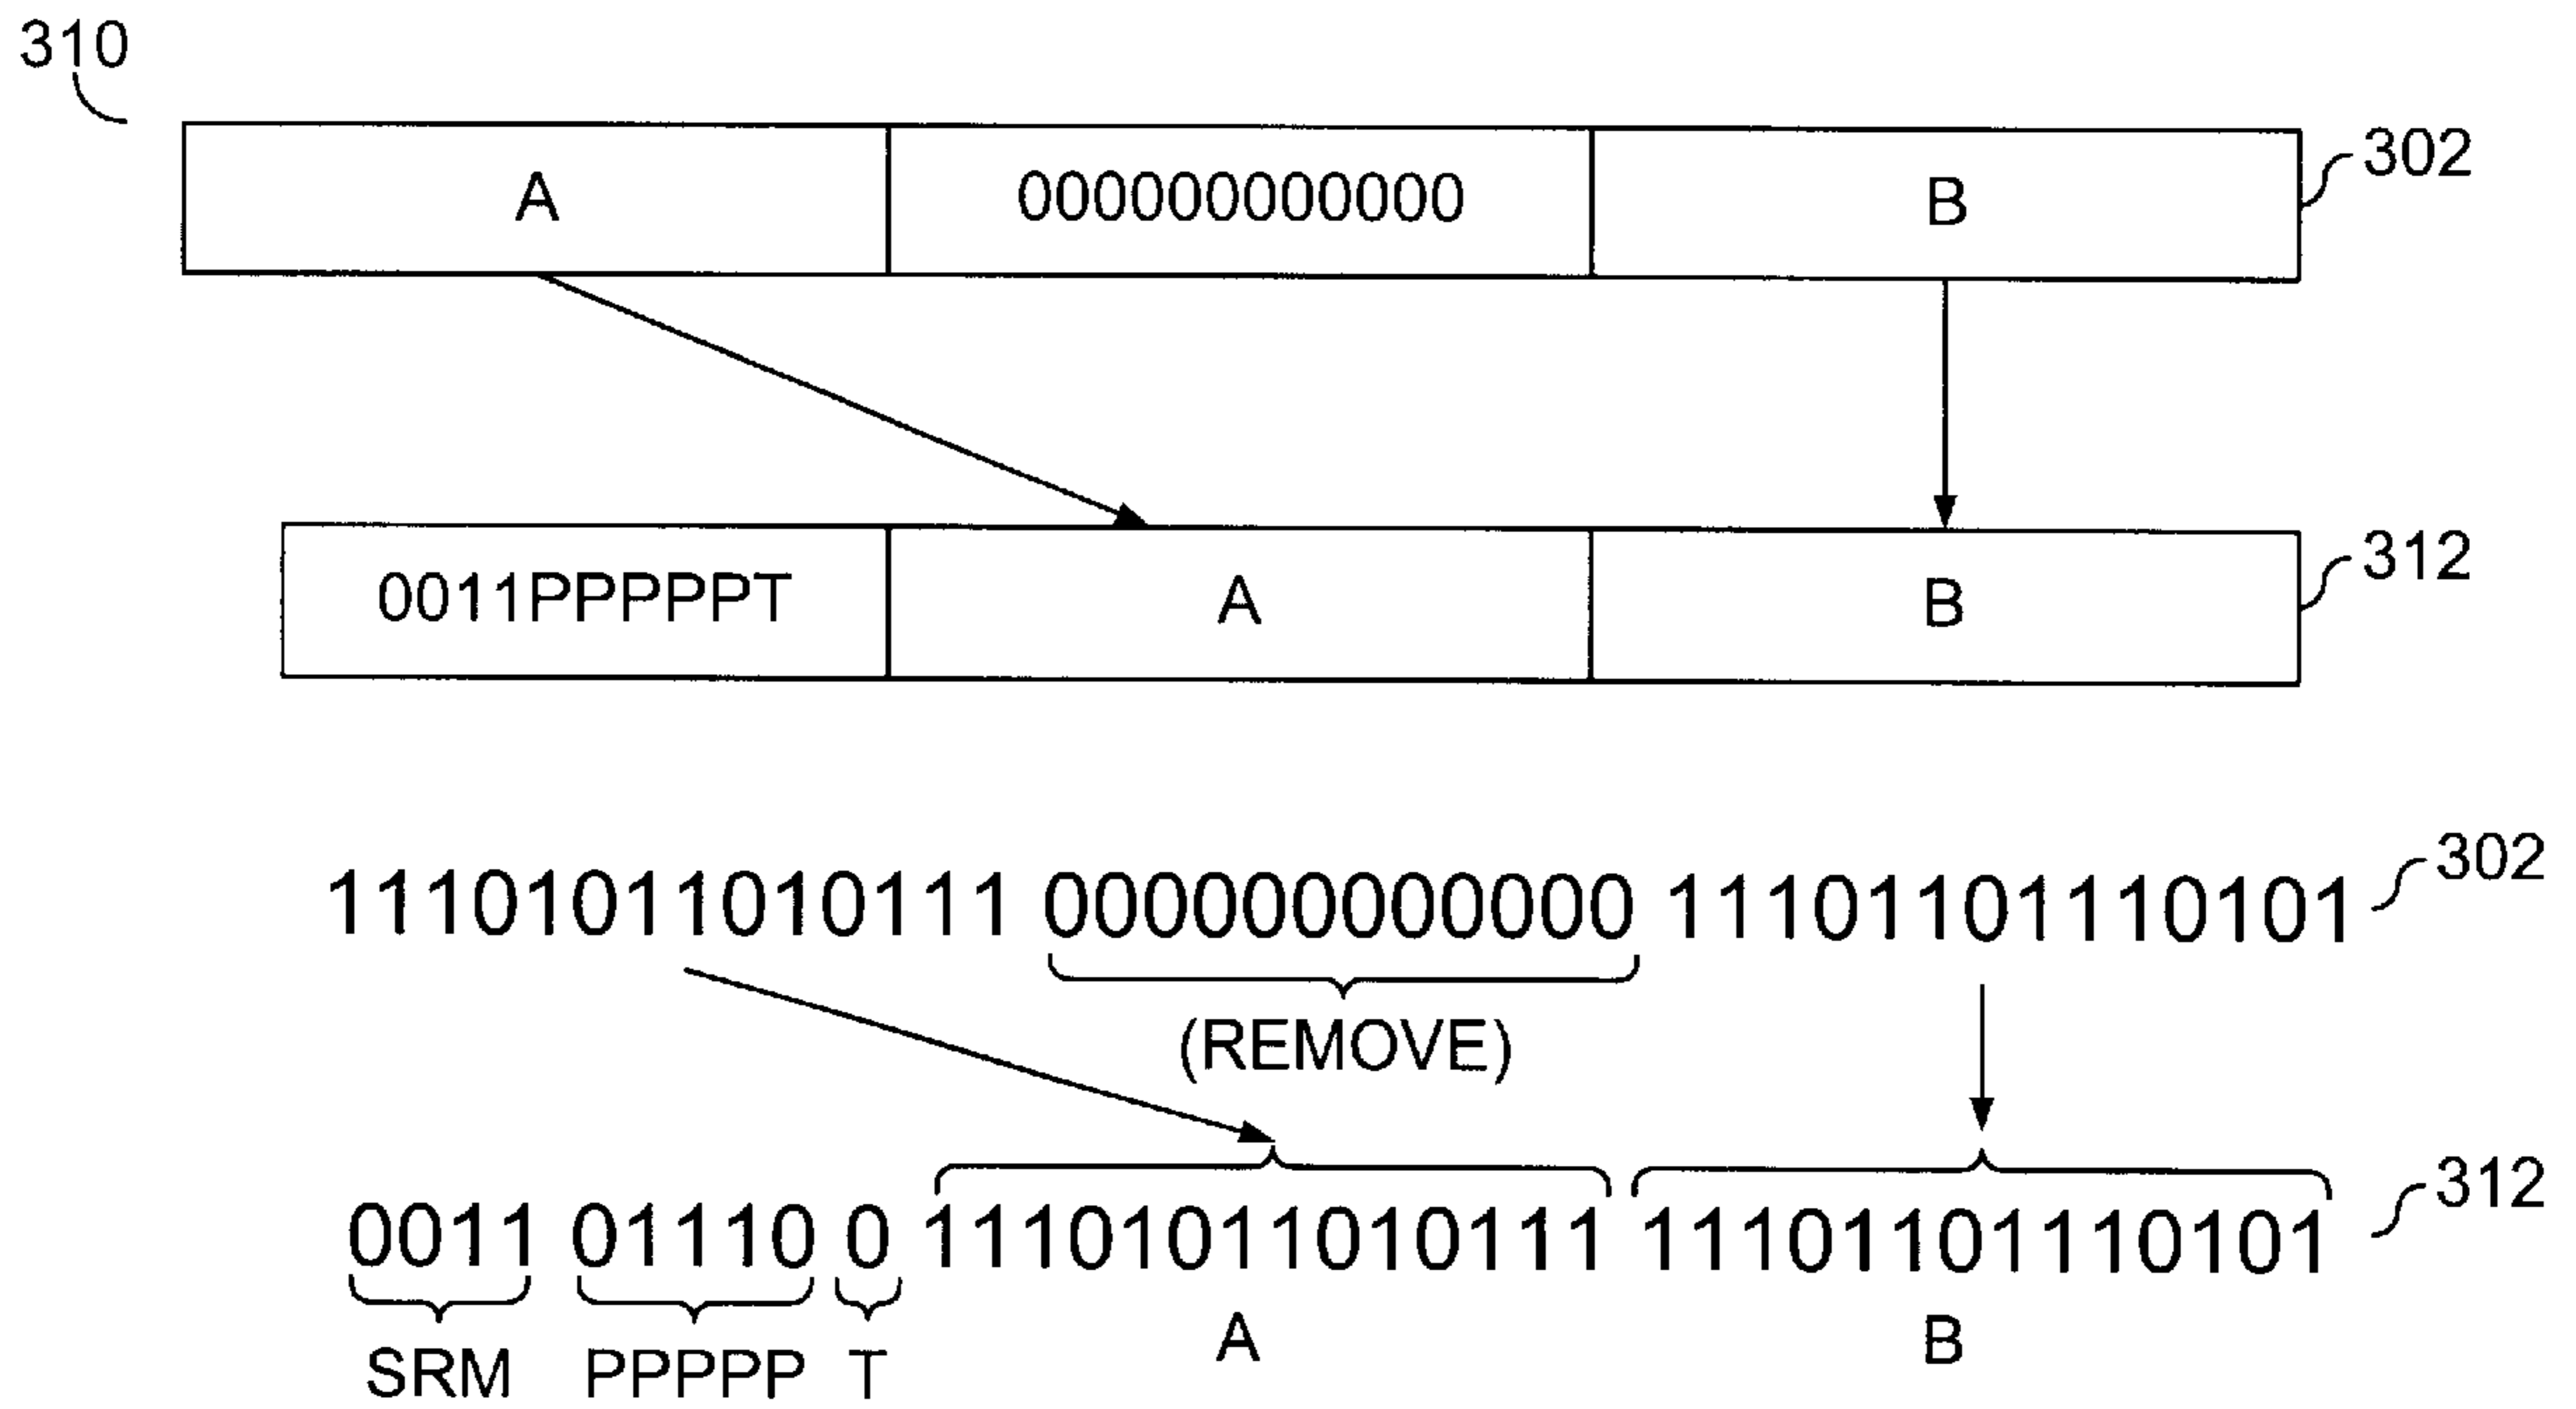 310
A 000000000000 B 302
0011PPPPPT A B 312
11101011010111 000000000000 11101101110101 302
(REMOVE)
0011 01110 0 11101011010111 11101101110101 312
SRM PPPPP T A B